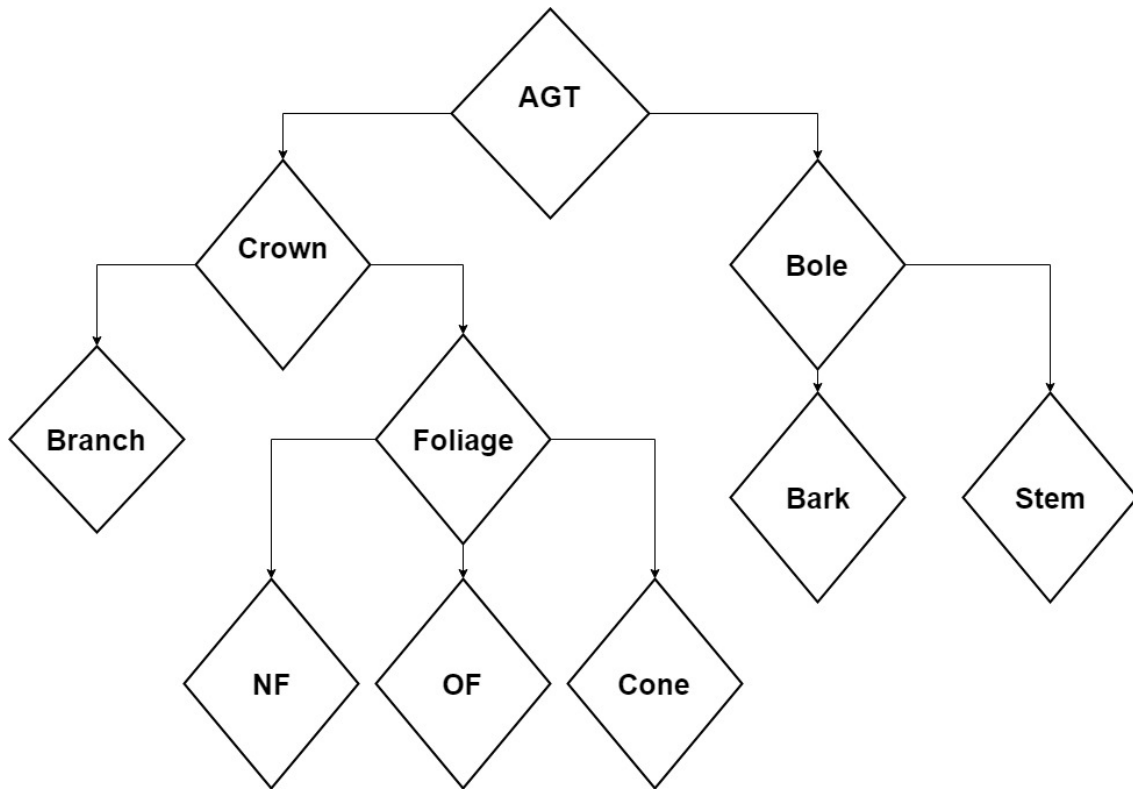 AGT
Crown
Bole
Branch
Foliage
Bark
Stem
NF
OF
Cone